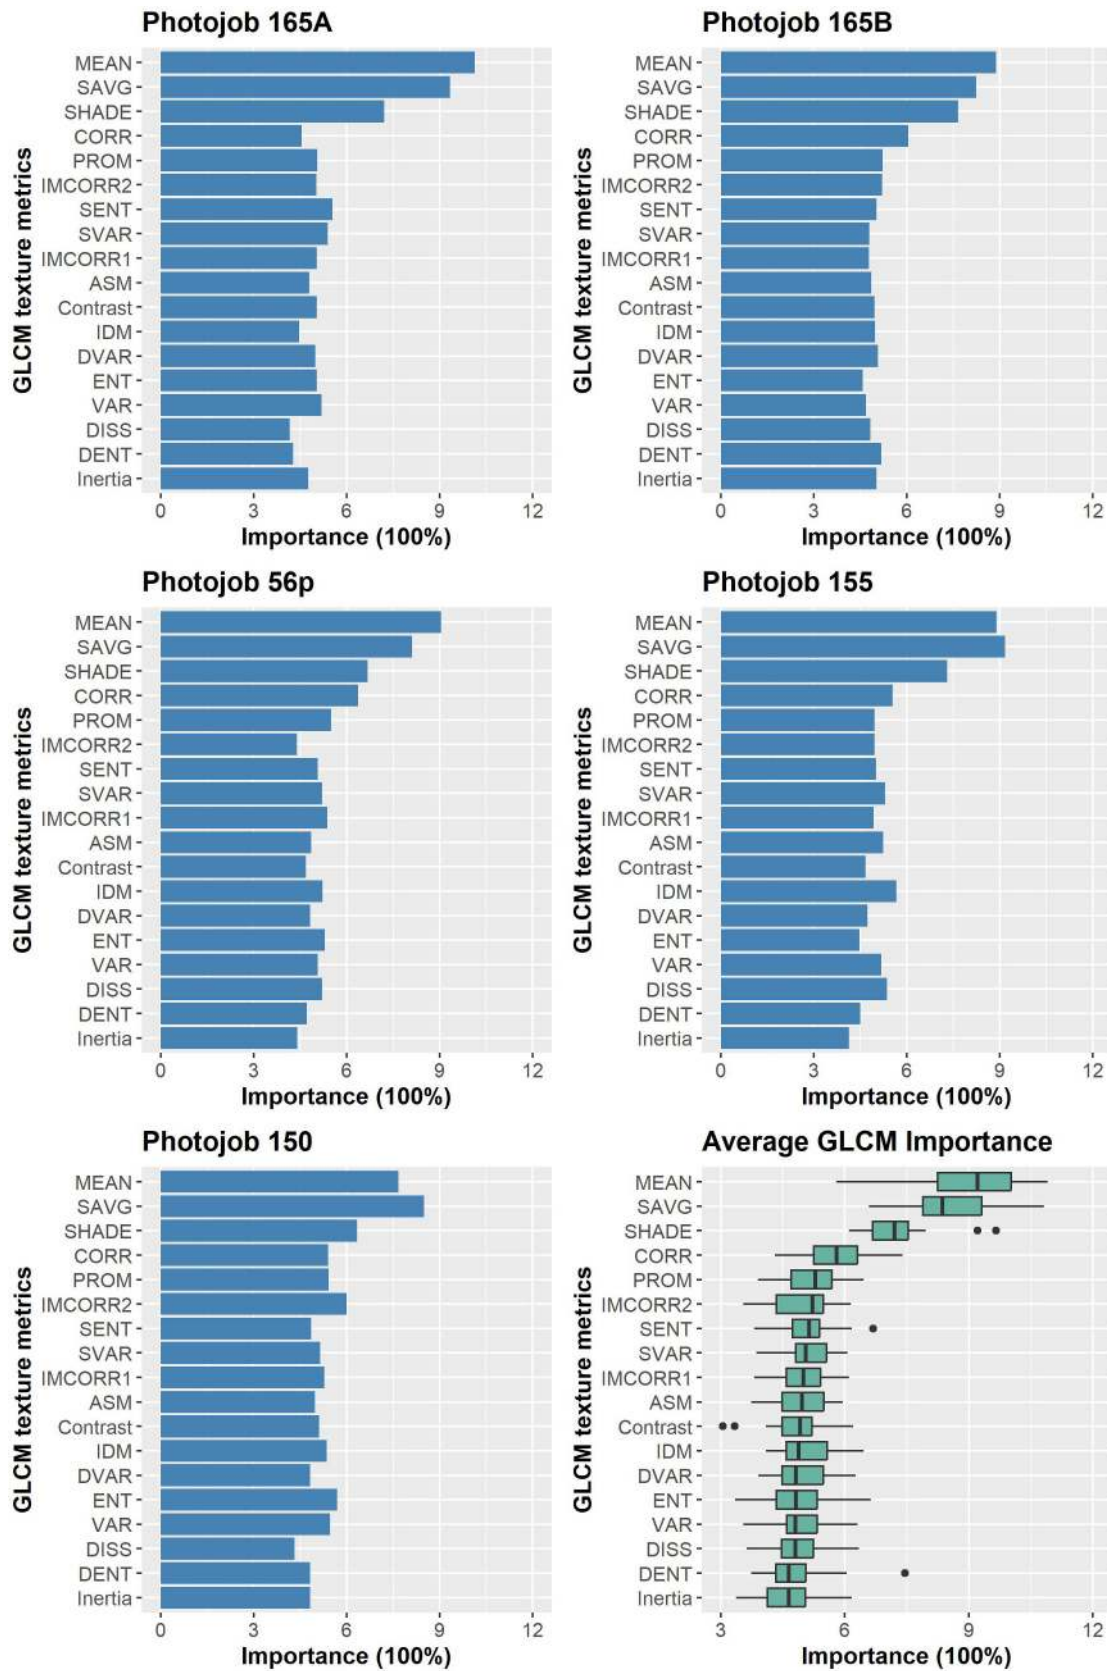 Photojob 165A
GLCM texture metrics
MEAN
SAVG
SHADE
CORR
PROM
IMCORR2
SENT
SVAR
IMCORR1
ASM
Contrast
IDM
DVAR
ENT
VAR
DISS
DENT
Inertia
0 3 6 9 12
Importance (100%)
Photojob 165B
GLCM texture metrics
MEAN
SAVG
SHADE
CORR
PROM
IMCORR2
SENT
SVAR
IMCORR1
ASM
Contrast
IDM
DVAR
ENT
VAR
DISS
DENT
Inertia
0 3 6 9 12
Importance (100%)
Photojob 56p
GLCM texture metrics
MEAN
SAVG
SHADE
CORR
PROM
IMCORR2
SENT
SVAR
IMCORR1
ASM
Contrast
IDM
DVAR
ENT
VAR
DISS
DENT
Inertia
0 3 6 9 12
Importance (100%)
Photojob 155
GLCM texture metrics
MEAN
SAVG
SHADE
CORR
PROM
IMCORR2
SENT
SVAR
IMCORR1
ASM
Contrast
IDM
DVAR
ENT
VAR
DISS
DENT
Inertia
0 3 6 9 12
Importance (100%)
Photojob 150
GLCM texture metrics
MEAN
SAVG
SHADE
CORR
PROM
IMCORR2
SENT
SVAR
IMCORR1
ASM
Contrast
IDM
DVAR
ENT
VAR
DISS
DENT
Inertia
0 3 6 9 12
Importance (100%)
Average GLCM Importance
GLCM texture metrics
MEAN
SAVG
SHADE
CORR
PROM
IMCORR2
SENT
SVAR
IMCORR1
ASM
Contrast
IDM
DVAR
ENT
VAR
DISS
DENT
Inertia
3 6 9 12
Importance (100%)